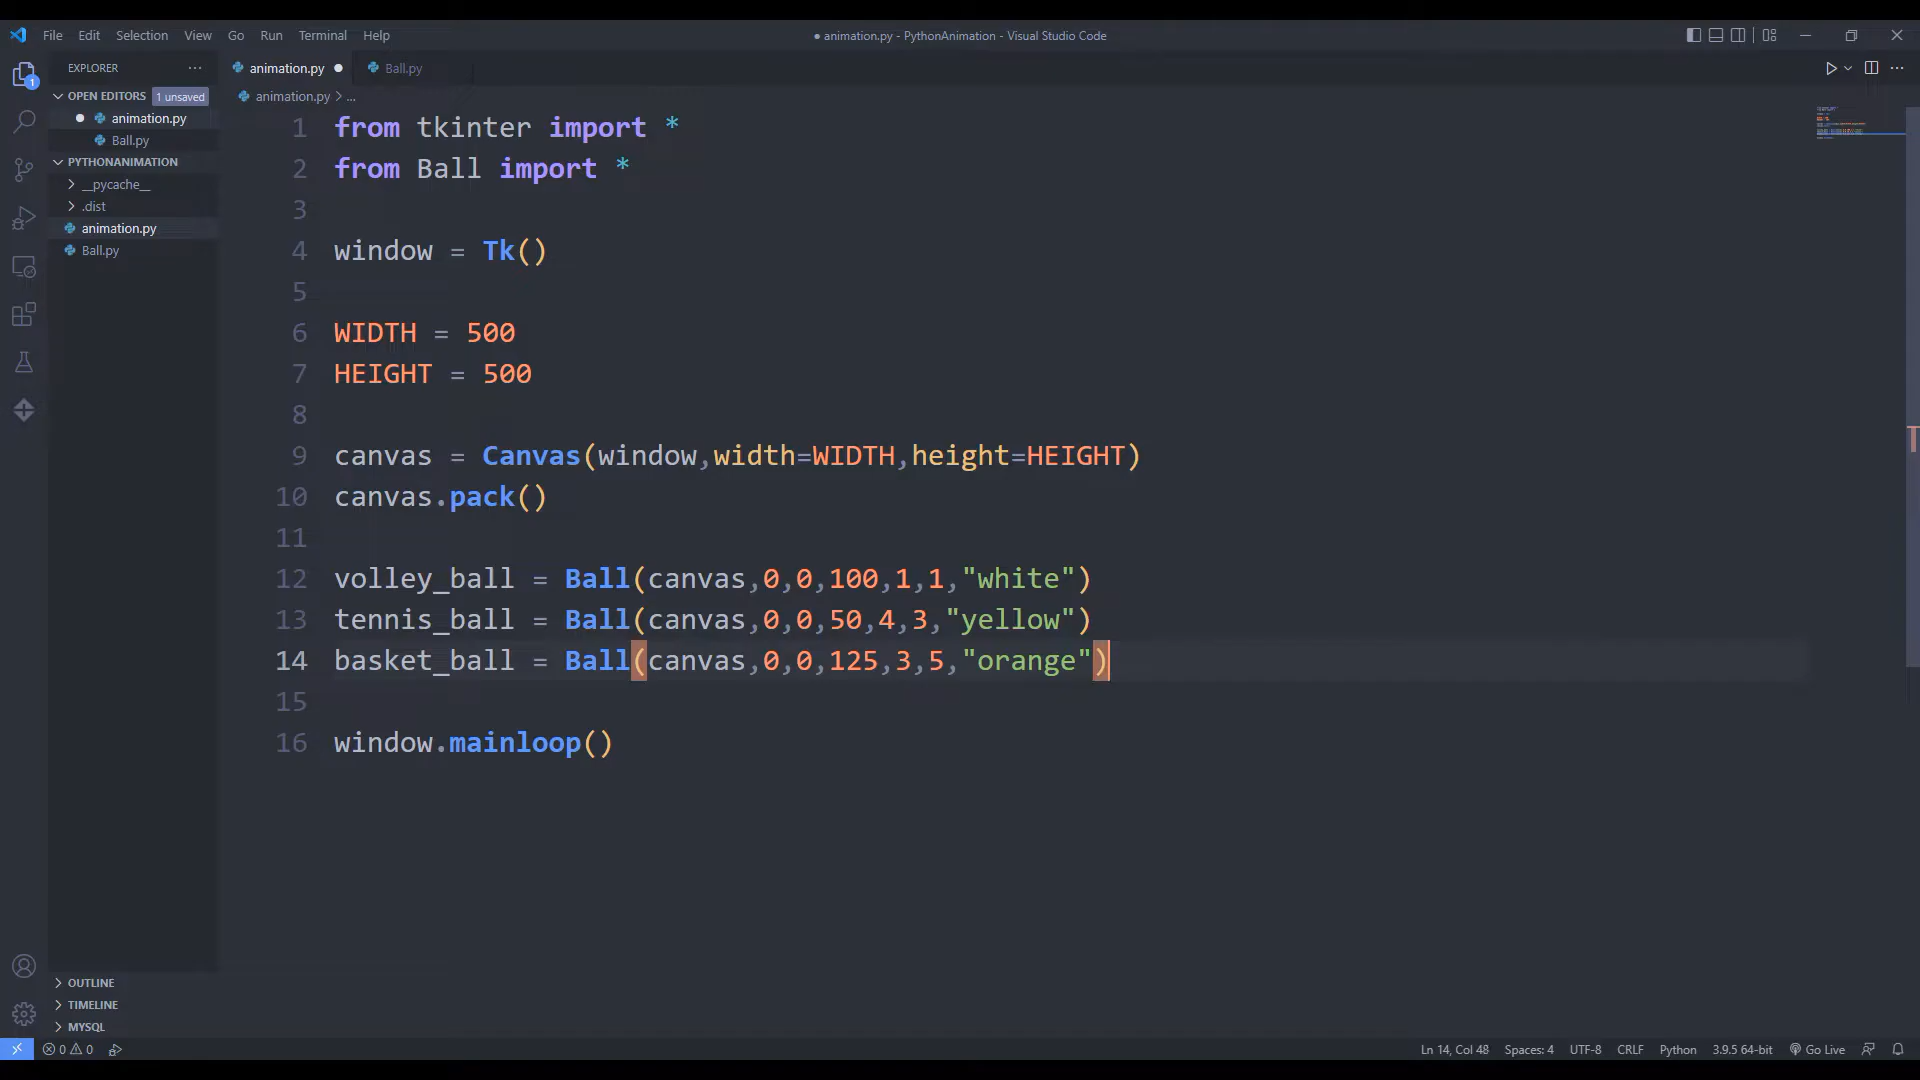 File Edit Selection View Go Run Terminal Help
● animation.py - PythonAnimation - Visual Studio Code
EXPLORER
OPEN EDITORS 1 unsaved
animation.py
Ball.py
PYTHONANIMATION
__pycache__
.dist
animation.py
Ball.py
OUTLINE
TIMELINE
MYSQL
1
animation.py Ball.py
animation.py > ...
1 from tkinter import *
2 from Ball import *
3
4 window = Tk()
5
6 WIDTH = 500
7 HEIGHT = 500
8
9 canvas = Canvas(window,width=WIDTH,height=HEIGHT)
10 canvas.pack()
11
12 volley_ball = Ball(canvas,0,0,100,1,1,"white")
13 tennis_ball = Ball(canvas,0,0,50,4,3,"yellow")
14 basket_ball = Ball(canvas,0,0,125,3,5,"orange")
15
16 window.mainloop()
0 0 Ln 14, Col 48 Spaces: 4 UTF-8 CRLF Python 3.9.5 64-bit Go Live